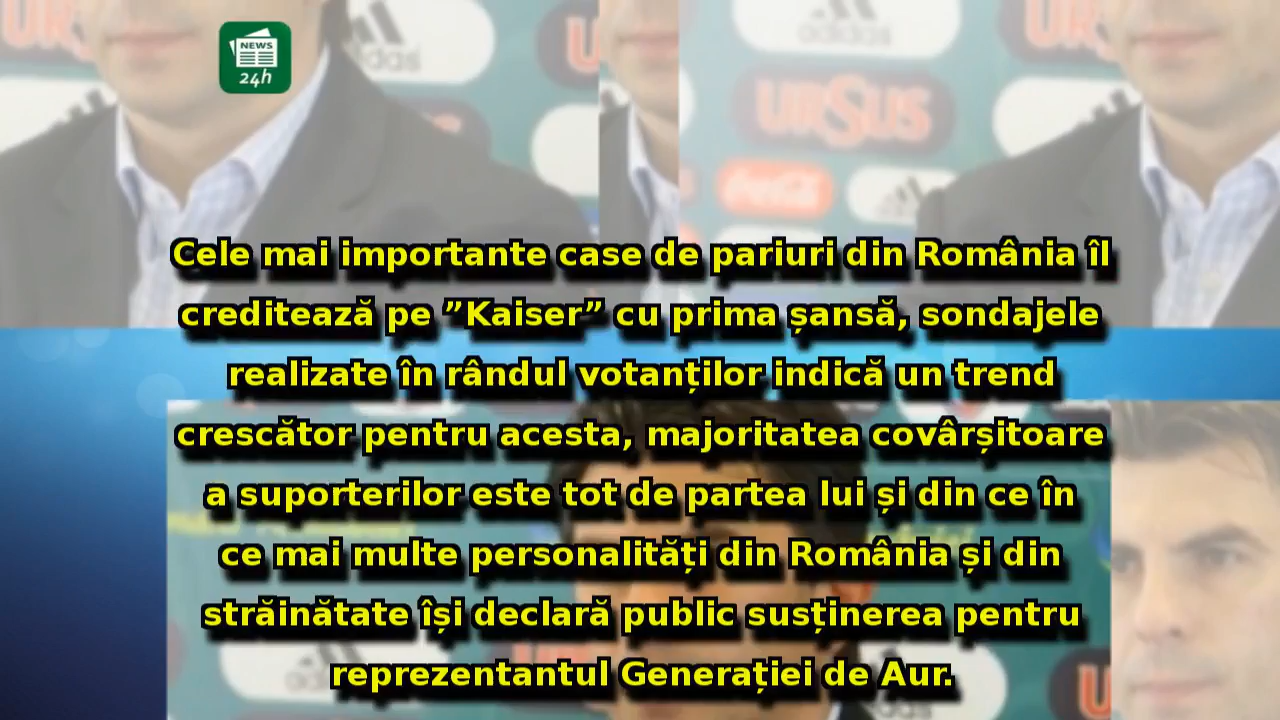 NEWS
24h
adidas
URSUS
Cele mai importante case de pariuri din România îl
creditează pe ”Kaiser” cu prima șansă, sondajele
realizate în rândul votanților indică un trend
crescător pentru acesta, majoritatea covârșitoare
a suporterilor este tot de partea lui și din ce în
ce mai multe personalități din România și din
străinătate își declară public susținerea pentru
reprezentantul Generației de Aur.